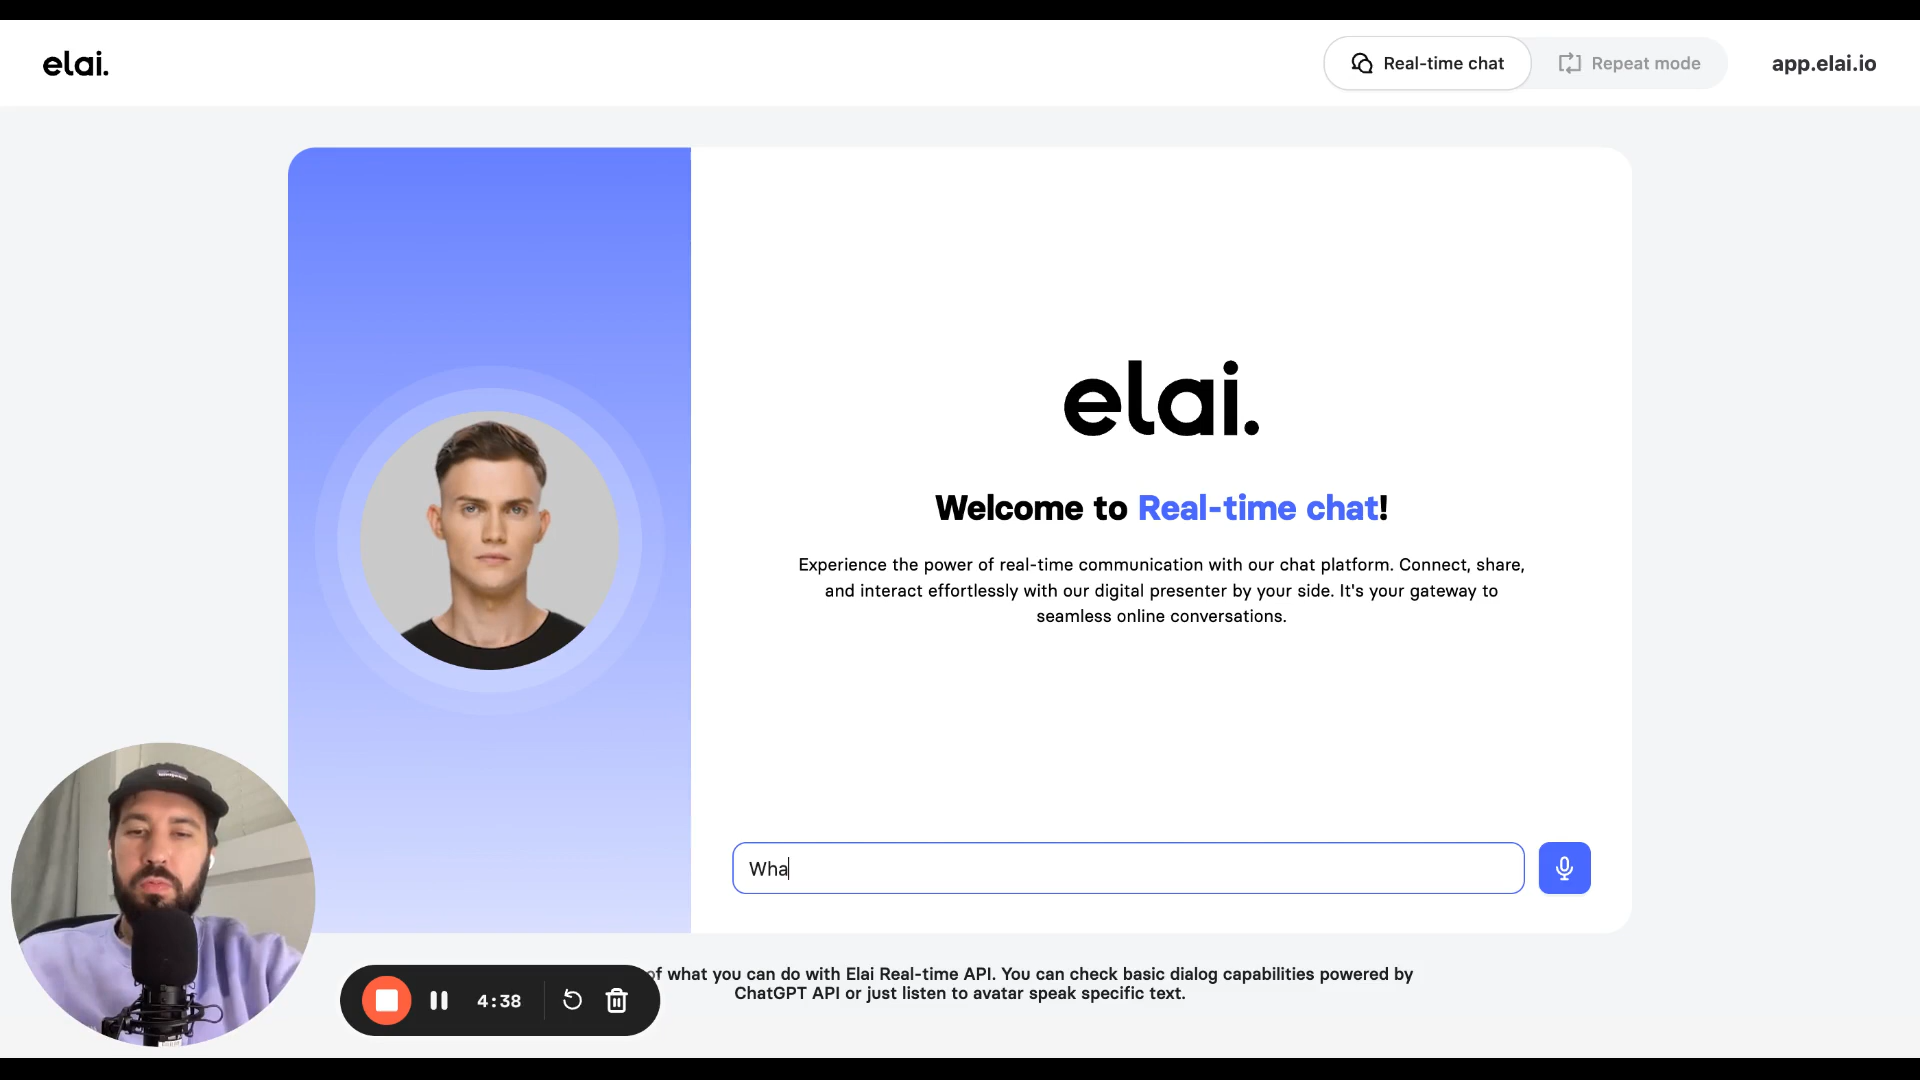 elai.
Real-time chat
Repeat mode
app.elai.io
elai.
Welcome to Real-time chat!
Experience the power of real-time communication with our chat platform. Connect, share,
and interact effortlessly with our digital presenter by your side. It's your gateway to
seamless online conversations.
Wha
of what you can do with Elai Real-time API. You can check basic dialog capabilities powered by
ChatGPT API or just listen to avatar speak specific text.
4:38